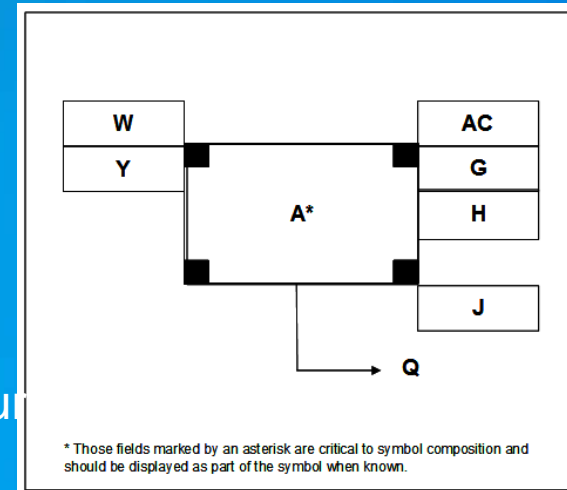 W
AC
Y
G
A*
H
J
Q
ur
* Those fields marked by an asterisk are critical to symbol composition and
should be displayed as part of the symbol when known.